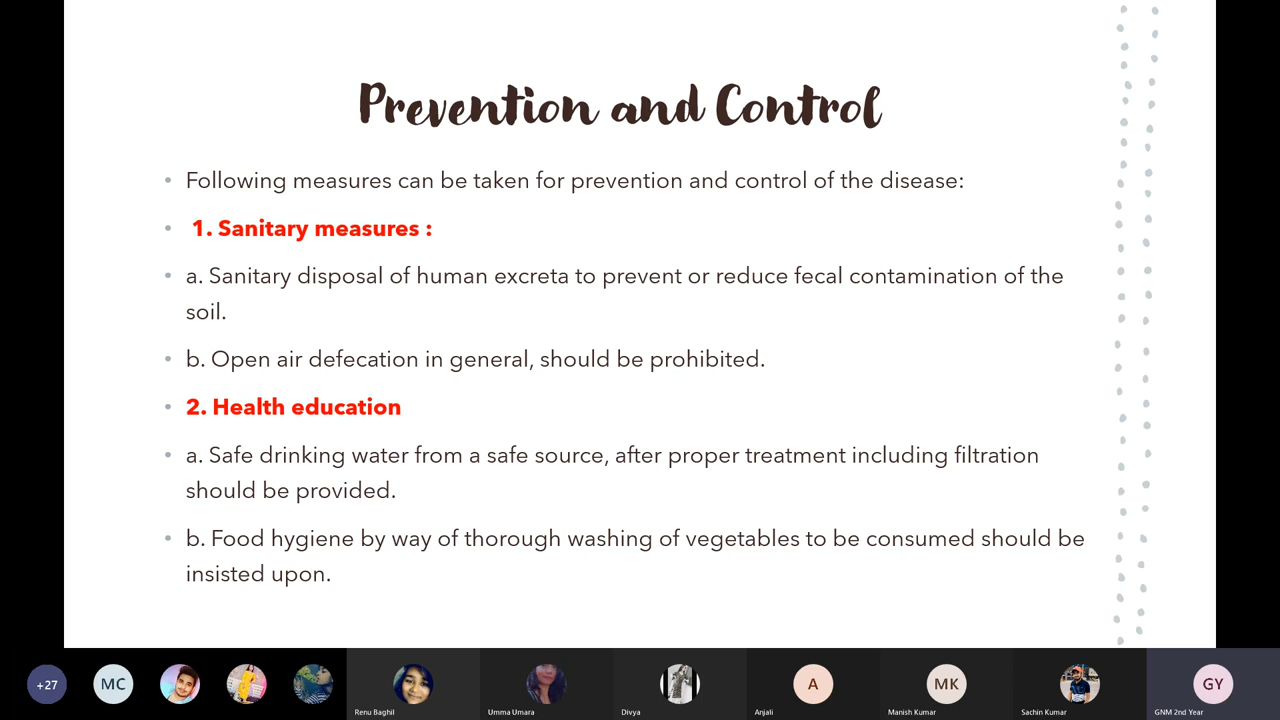 Prevention and Control
• Following measures can be taken for prevention and control of the disease:
• 1. Sanitary measures :
• a. Sanitary disposal of human excreta to prevent or reduce fecal contamination of the
soil.
• b. Open air defecation in general, should be prohibited.
• 2. Health education
• a. Safe drinking water from a safe source, after proper treatment including filtration
should be provided.
• b. Food hygiene by way of thorough washing of vegetables to be consumed should be
insisted upon.
+27
MC
A
MK
GY
Renu Baghil
Umma Umara
Divya
Anjali
Manish Kumar
Sachin Kumar
GNM 2nd Year